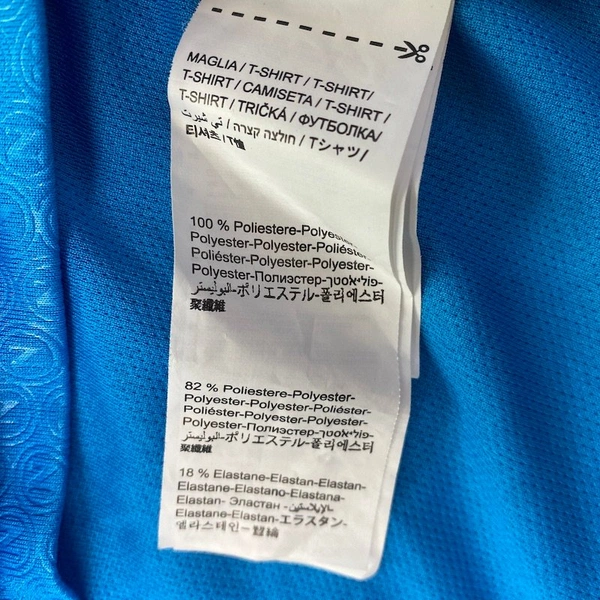 MAGLIA / T-SHIRT / T-SHIRT/
T-SHIRT / CAMISETA / T-SHIRT /
T-SHIRT / TRIČKÁ / ФУТБОЛКА/
تي شيرت / חולצה קצרה / Tシャツ /
티셔츠 / T恤
100 % Poliestere-Polyes
Polyester-Polyester-Poliéster
Poliéster-Polyester-Polyester-
Polyester-Полиэстер-פוליאסטר-
البوليستر-ポリエステル-폴리에스터
聚纖維
82 % Poliestere-Polyester-
Polyester-Polyester-Poliéster-
Poliéster-Polyester-Polyester-
Polyester-Полиэстер-פוליאסטר-
البوليستر-ポリエステル-폴리에스터
聚纖維
18 % Elastane-Elastan-Elastan-
Elastane-Elastano-Elastana-
Elastan- Эластан -الإيلاستين-
Elastane-Elastan-エラスタン-
엘라스테인-